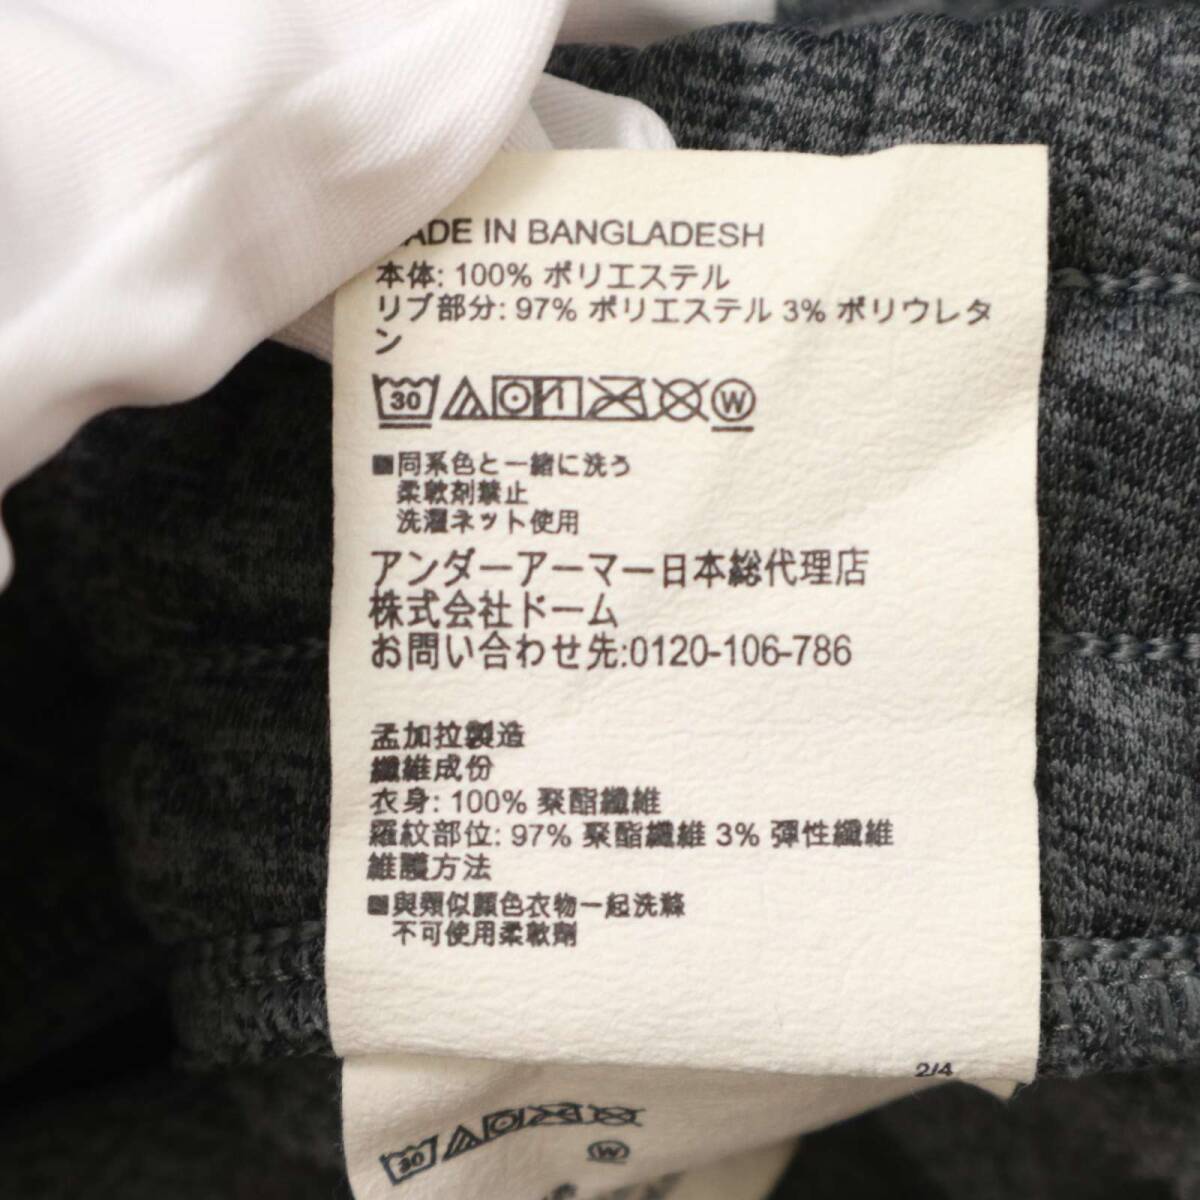 MADE IN BANGLADESH
本体: 100% ポリエステル
リブ部分: 97% ポリエステル 3% ポリウレタ
ン
30 W
■同系色と一緒に洗う
柔軟剤禁止
洗濯ネット使用
アンダーアーマー日本総代理店
株式会社ドーム
お問い合わせ先:0120-106-786
孟加拉製造
纖維成份
衣身: 100% 聚酯纖維
羅紋部位: 97% 聚酯纖維 3% 彈性纖維
維護方法
■與類似顏色衣物一起洗滌
不可使用柔軟劑
2/4
30
W